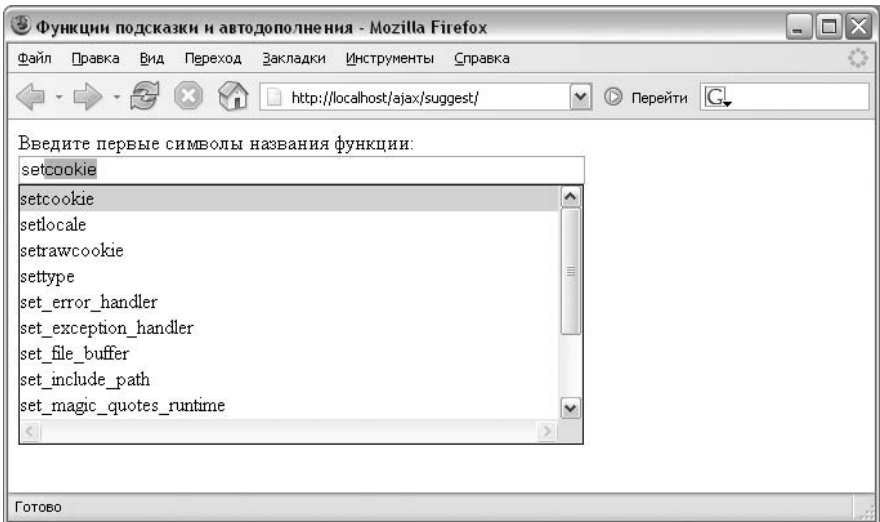 Функции подсказки и автодополнения - Mozilla Firefox
Файл Правка Вид Переход Закладки Инструменты Справка
http://localhost/ajax/suggest/ Перейти G
Введите первые символы названия функции:
setcookie
setcookie
setlocale
setrawcookie
settype
set_error_handler
set_exception_handler
set_file_buffer
set_include_path
set_magic_quotes_runtime
Готово